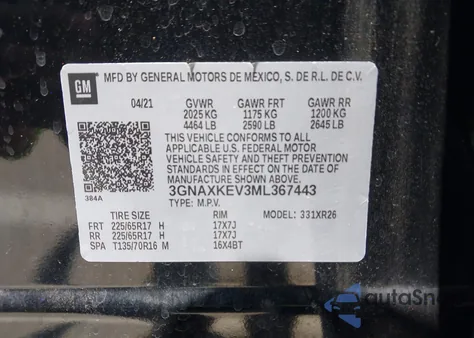 GM
MFD BY GENERAL MOTORS DE MEXICO, S. DE R.L. DE C.V.
04/21 GVWR GAWR FRT GAWR RR
2025 KG 1175 KG 1200 KG
4464 LB 2590 LB 2645 LB
THIS VEHICLE CONFORMS TO ALL
APPLICABLE U.S. FEDERAL MOTOR
VEHICLE SAFETY AND THEFT PREVENTION
STANDARDS IN EFFECT ON THE DATE
OF MANUFACTURE SHOWN ABOVE.
384A
3GNAXKEV3ML367443
TYPE: M.P.V.
TIRE SIZE RIM MODEL: 331XR26
FRT 225/65R17 H 17X7J
RR 225/65R17 H 17X7J
SPA T135/70R16 M 16X4BT